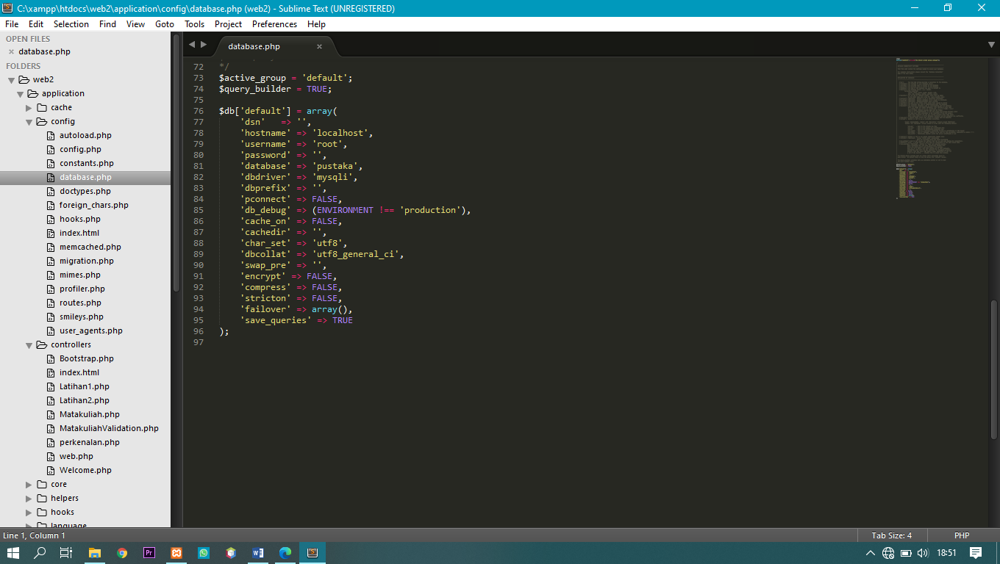 C:\xampp\htdocs\web2\application\config\database.php (web2) - Sublime Text (UNREGISTERED)
File Edit Selection Find View Goto Tools Project Preferences Help
OPEN FILES
database.php
FOLDERS
web2
application
cache
config
autoload.php
config.php
constants.php
database.php
doctypes.php
foreign_chars.php
hooks.php
index.html
memcached.php
migration.php
mimes.php
profiler.php
routes.php
smileys.php
user_agents.php
controllers
Bootstrap.php
index.html
Latihan1.php
Latihan2.php
Matakuliah.php
MatakuliahValidation.php
perkenalan.php
web.php
Welcome.php
core
helpers
hooks
language
database.php
72 */
73 $active_group = 'default';
74 $query_builder = TRUE;
75
76 $db['default'] = array(
77 'dsn' => '',
78 'hostname' => 'localhost',
79 'username' => 'root',
80 'password' => '',
81 'database' => 'pustaka',
82 'dbdriver' => 'mysqli',
83 'dbprefix' => '',
84 'pconnect' => FALSE,
85 'db_debug' => (ENVIRONMENT !== 'production'),
86 'cache_on' => FALSE,
87 'cachedir' => '',
88 'char_set' => 'utf8',
89 'dbcollat' => 'utf8_general_ci',
90 'swap_pre' => '',
91 'encrypt' => FALSE,
92 'compress' => FALSE,
93 'stricton' => FALSE,
94 'failover' => array(),
95 'save_queries' => TRUE
96 );
97
Line 1, Column 1
Tab Size: 4
PHP
Pr
18:51